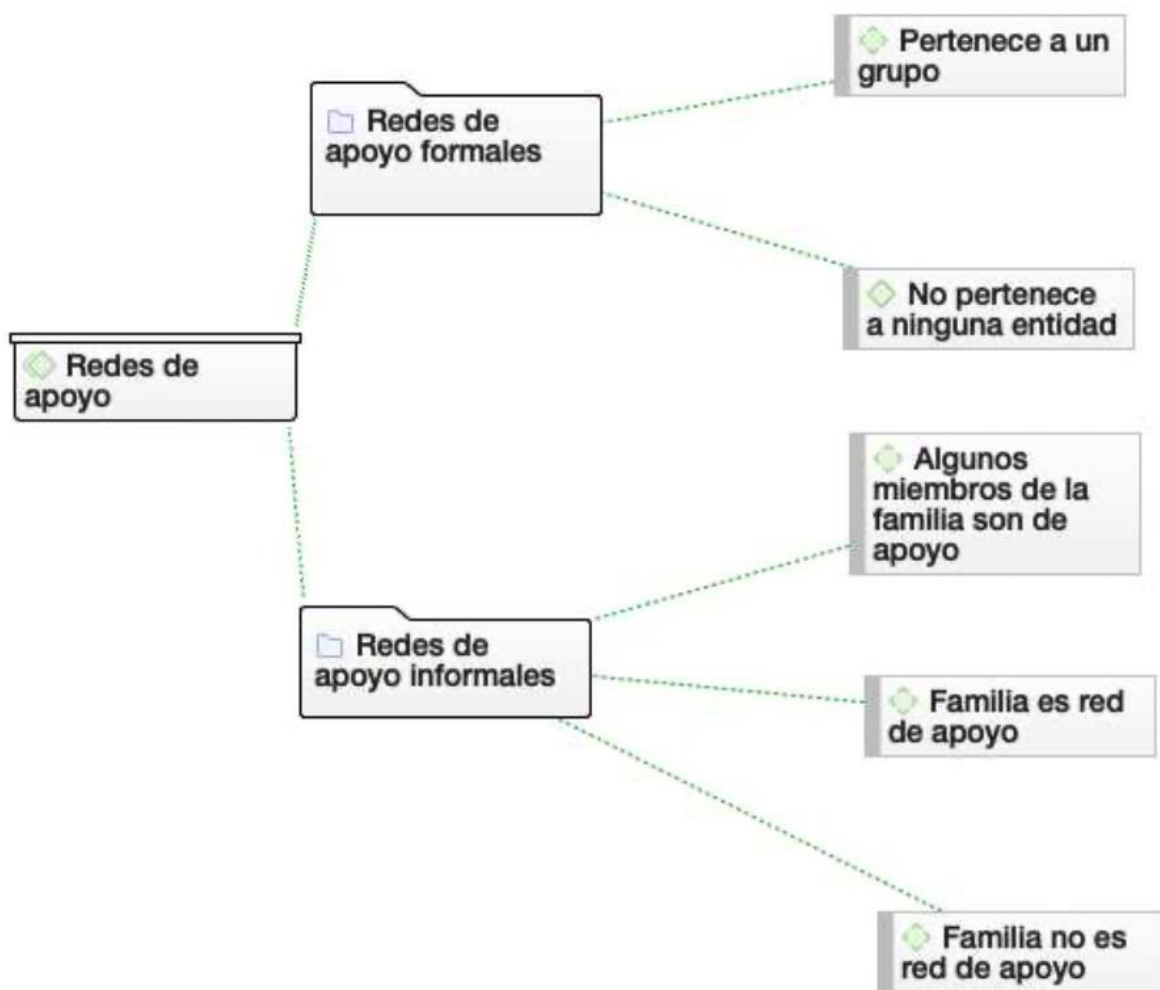 Pertenece a un
grupo
Redes de
apoyo formales
No pertenece
a ninguna entidad
Redes de
apoyo
Algunos
miembros de la
familia son de
apoyo
Redes de
apoyo informales
Familia es red
de apoyo
Familia no es
red de apoyo